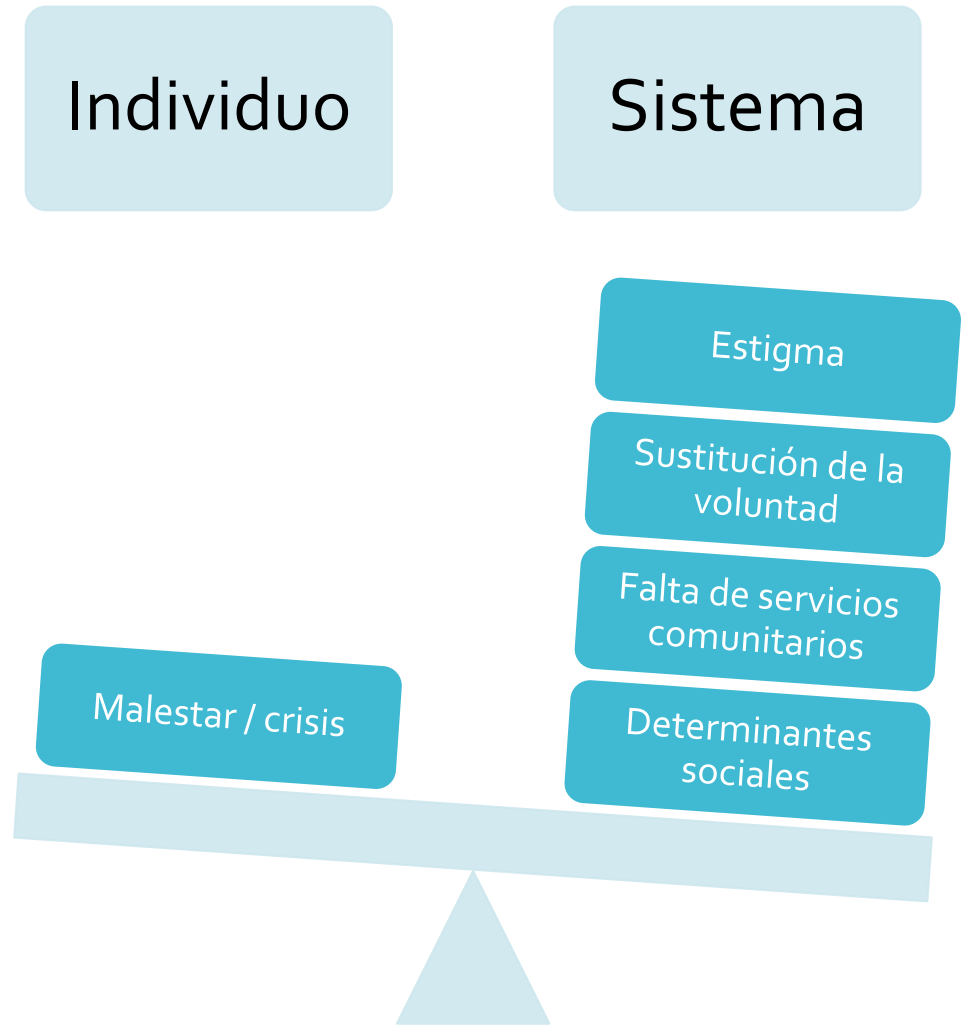 Individuo
Sistema
Estigma
Sustitución de la
voluntad
Falta de servicios
comunitarios
Malestar / crisis
Determinantes
sociales